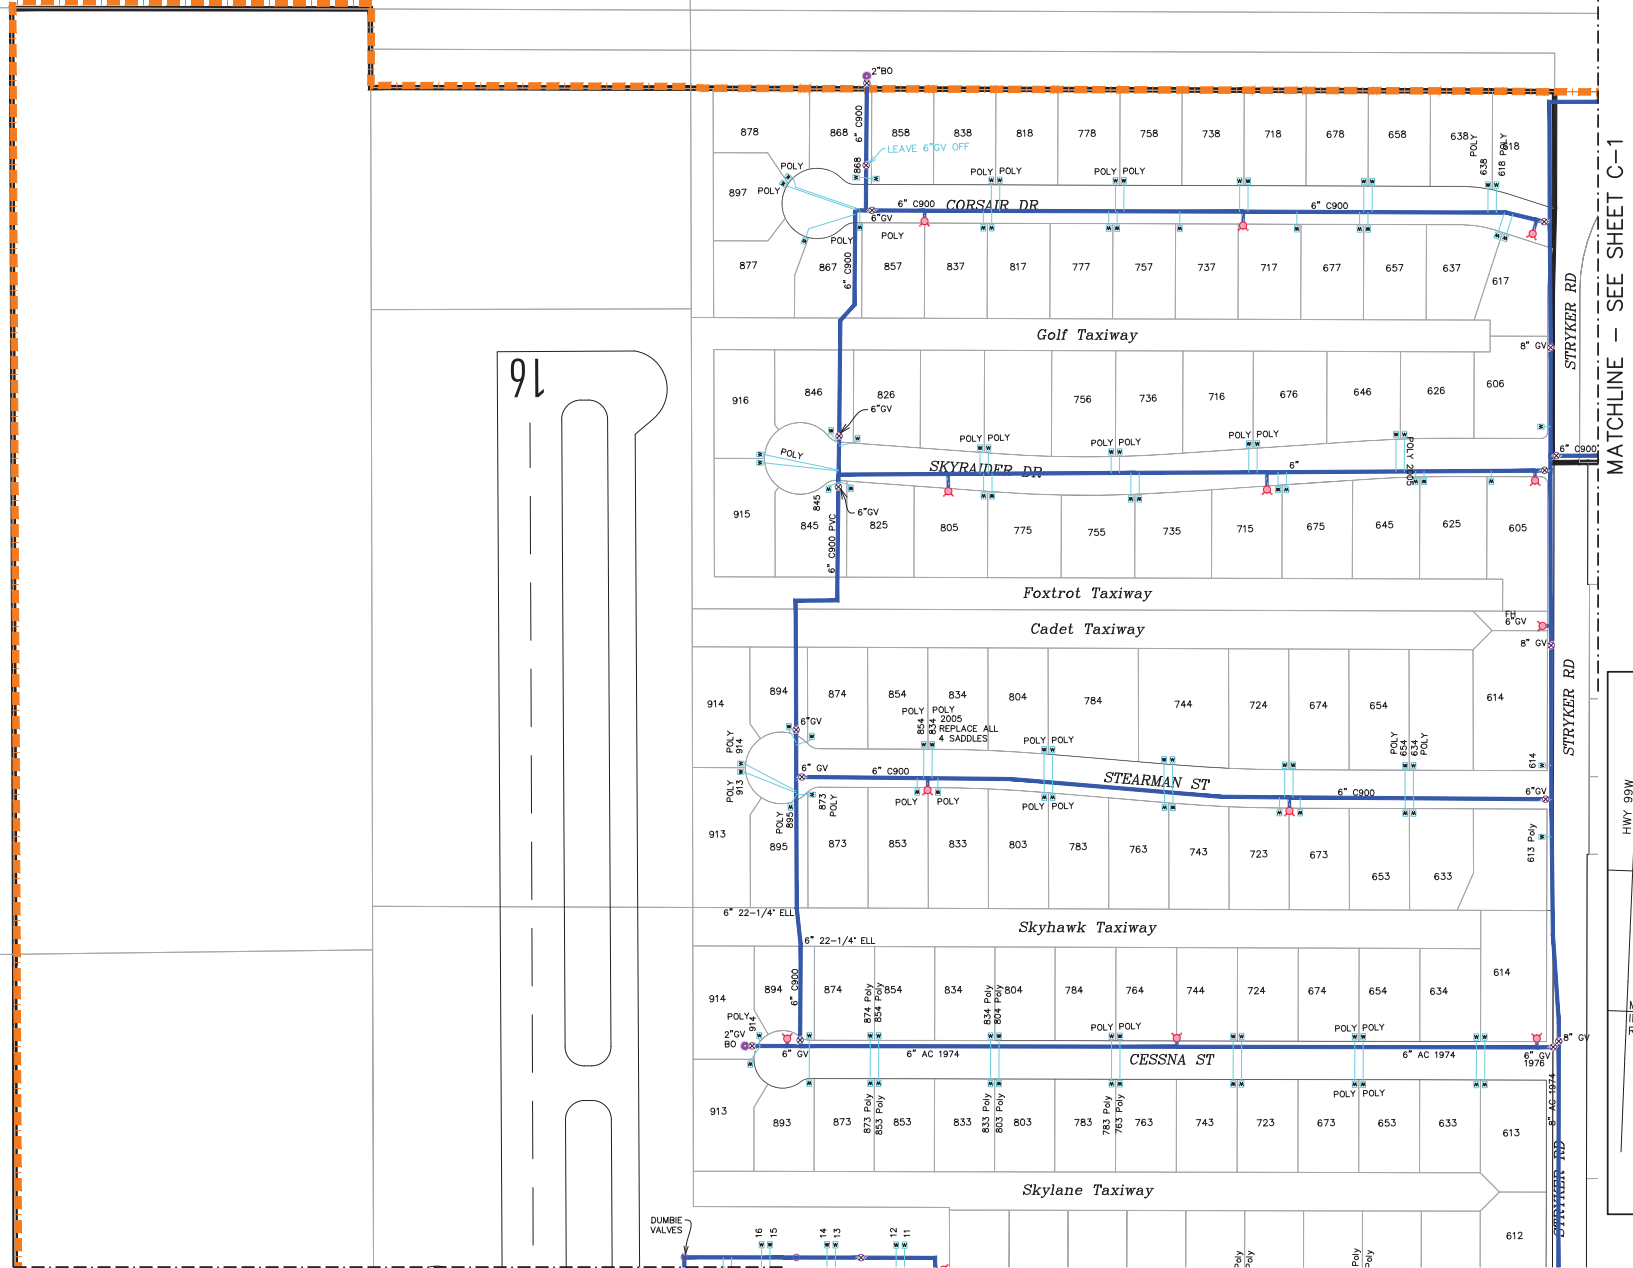 2"BO
878
868
858
838
818
778
758
738
718
678
658
638
618
6" C900
LEAVE 6"GV OFF
868
POLY
POLY
POLY POLY
POLY POLY
POLY
638
618 POLY
897
6" C900
CORSAIR DR
6" C900
6"GV
POLY
POLY
877
867
857
837
817
777
757
737
717
677
657
637
617
6" C900
Golf Taxiway
8" GV
STRYKER RD
MATCHLINE - SEE SHEET C-1
16
916
846
826
756
736
716
676
646
626
606
6"GV
POLY
POLY POLY
POLY POLY
POLY POLY
POLY 2005
6" C900
SKYRAIDER DR
6"
845
6"GV
915
845
825
805
775
755
735
715
675
645
625
605
6" C900 PVC
Foxtrot Taxiway
FH
6"GV
Cadet Taxiway
8" GV
STRYKER RD
914
894
874
854
834
804
784
744
724
674
654
614
6"GV
POLY POLY
854
834
2005
REPLACE ALL
4 SADDLES
POLY
914
POLY POLY
POLY
654
634
POLY
614
6" GV
6" C900
STEARMAN ST
6" C900
6"GV
POLY
913
873
POLY
POLY
895
POLY POLY
POLY POLY
613 Poly
HWY 99W
913
895
873
853
833
803
783
763
743
723
673
653
633
6" 22-1/4° ELL
Skyhawk Taxiway
6" 22-1/4° ELL
914
894
874
854
834
804
784
764
744
724
674
654
634
614
6" C900
874 Poly
854 Poly
834 Poly
804 Poly
POLY
914
2"GV
BO
POLY POLY
POLY POLY
8" GV
6" GV
6" AC 1974
CESSNA ST
6" AC 1974
6" GV
1976
POLY POLY
873 Poly
853 Poly
833 Poly
803 Poly
783 Poly
763 Poly
8" AC 1974
913
893
873
853
833
803
783
763
743
723
673
653
633
613
STRYKER RD
Skylane Taxiway
DUMBIE
VALVES
16
15
14
13
12
11
Poly
Poly
Poly
Poly
612